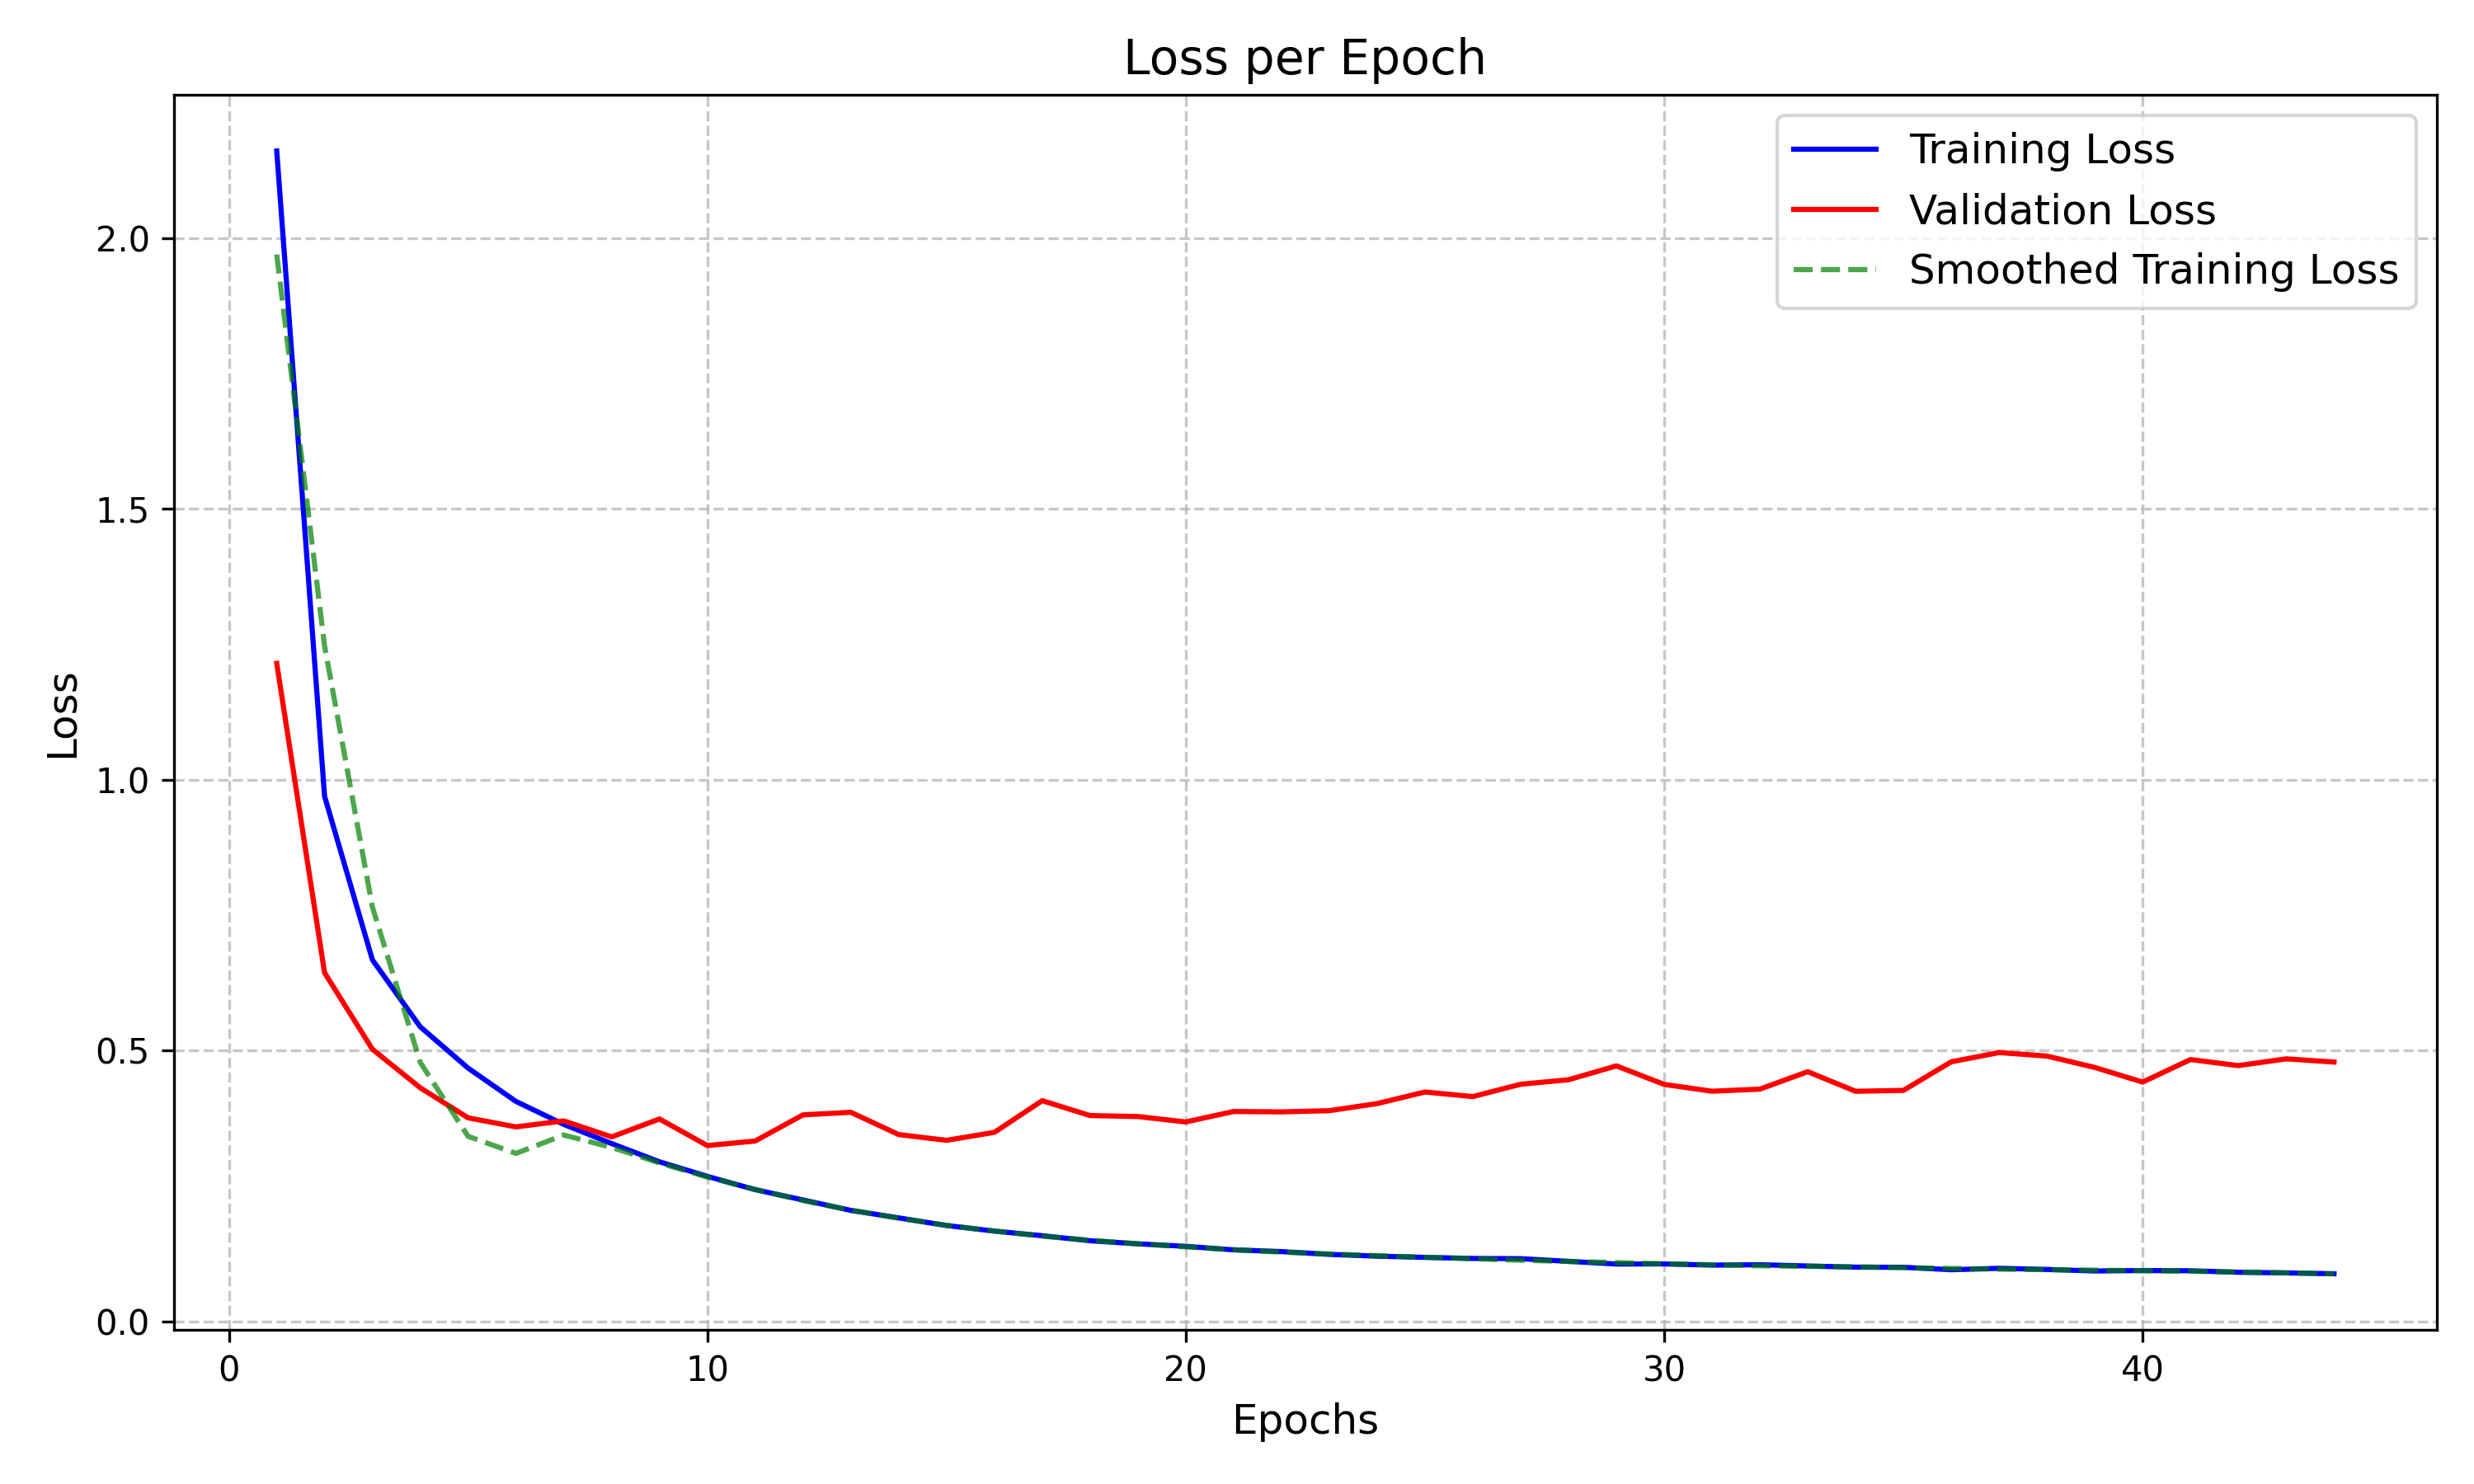 Loss per Epoch
Training Loss
Validation Loss
Smoothed Training Loss
Loss
2.0
1.5
1.0
0.5
0.0
0 10 20 30 40
Epochs